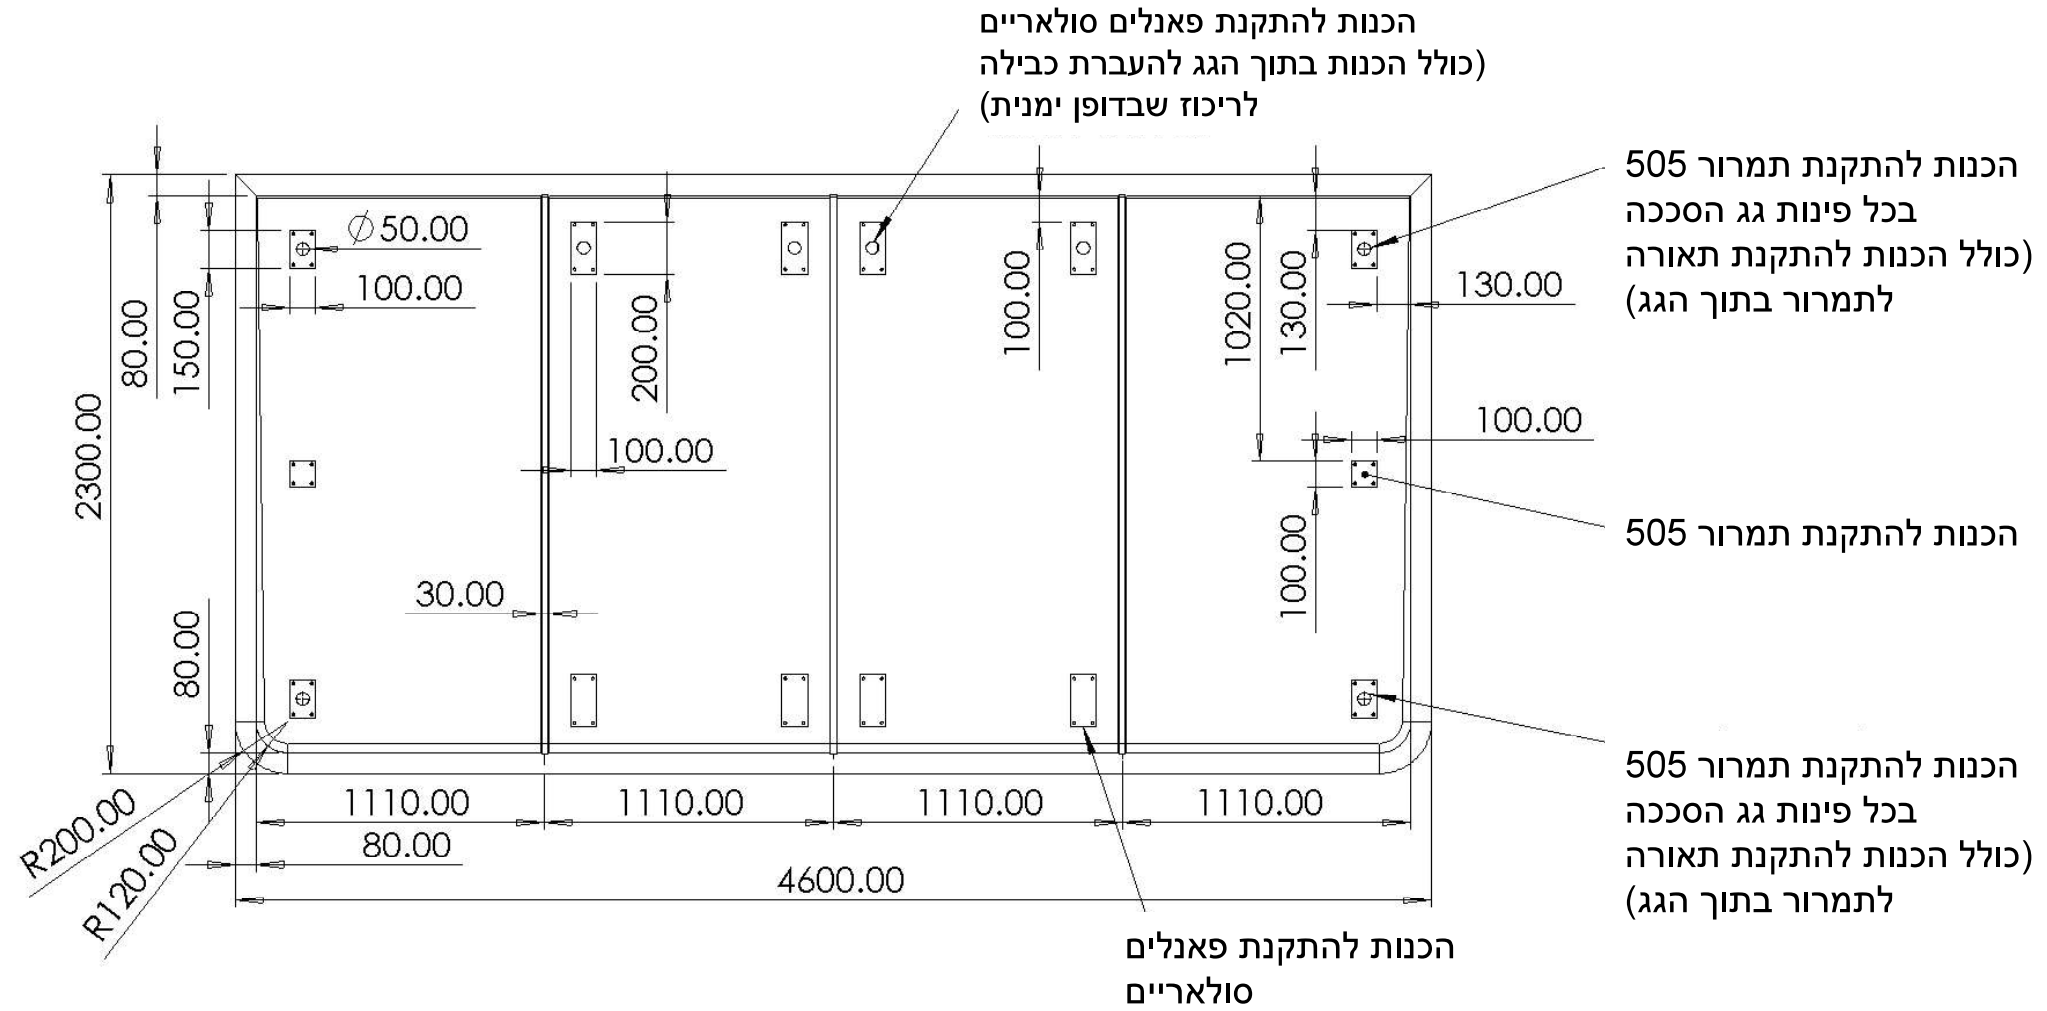 הכנות להתקנת פאנלים סולאריים
(כולל הכנות בתוך הגג להעברת כבילה
לריכוז שבדופן ימנית)
הכנות להתקנת תמרור 505
בכל פינות גג הסככה
(כולל הכנות להתקנת תאורה
לתמרור בתוך הגג)
הכנות להתקנת תמרור 505
הכנות להתקנת תמרור 505
בכל פינות גג הסככה
(כולל הכנות להתקנת תאורה
לתמרור בתוך הגג)
הכנות להתקנת פאנלים
סולאריים
2300.00
80.00
150.00
∅ 50.00
100.00
200.00
100.00
100.00
1020.00
130.00
130.00
100.00
100.00
30.00
80.00
R200.00
R120.00
1110.00
1110.00
1110.00
1110.00
80.00
4600.00